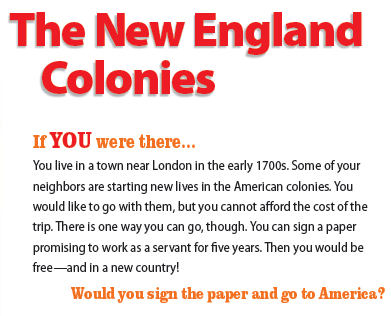 The New England
Colonies
If YOU were there...
You live in a town near London in the early 1700s. Some of your
neighbors are starting new lives in the American colonies. You
would like to go with them, but you cannot afford the cost of the
trip. There is one way you can go, though. You can sign a paper
promising to work as a servant for five years. Then you would be
free—and in a new country!
Would you sign the paper and go to America?